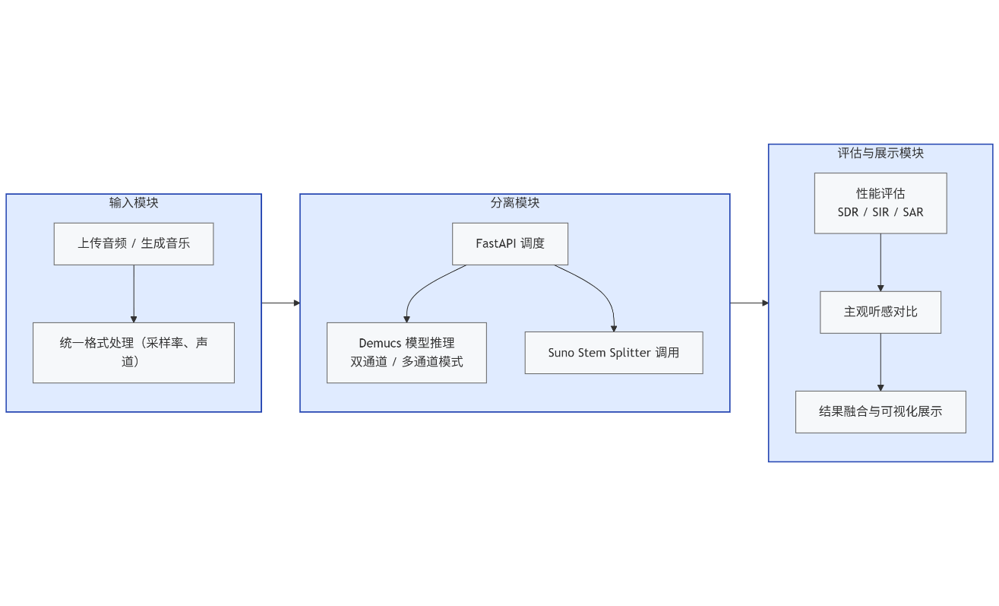 输入模块
上传音频 / 生成音乐
统一格式处理（采样率、声
道）
分离模块
FastAPI 调度
Demucs 模型推理
双通道 / 多通道模式
Suno Stem Splitter 调用
评估与展示模块
性能评估
SDR / SIR / SAR
主观听感对比
结果融合与可视化展示